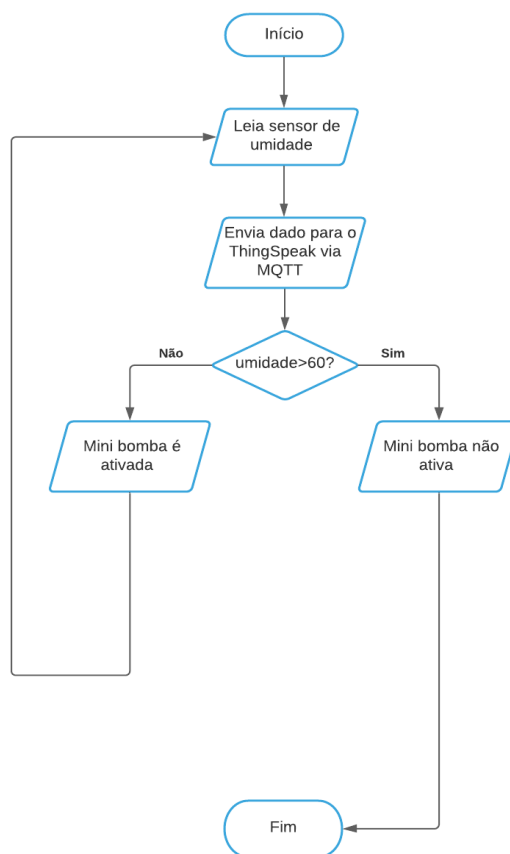 Início
Leia sensor de
umidade
Envia dado para o
ThingSpeak via
MQTT
umidade>60?
Não
Sim
Mini bomba é
ativada
Mini bomba não
ativa
Fim